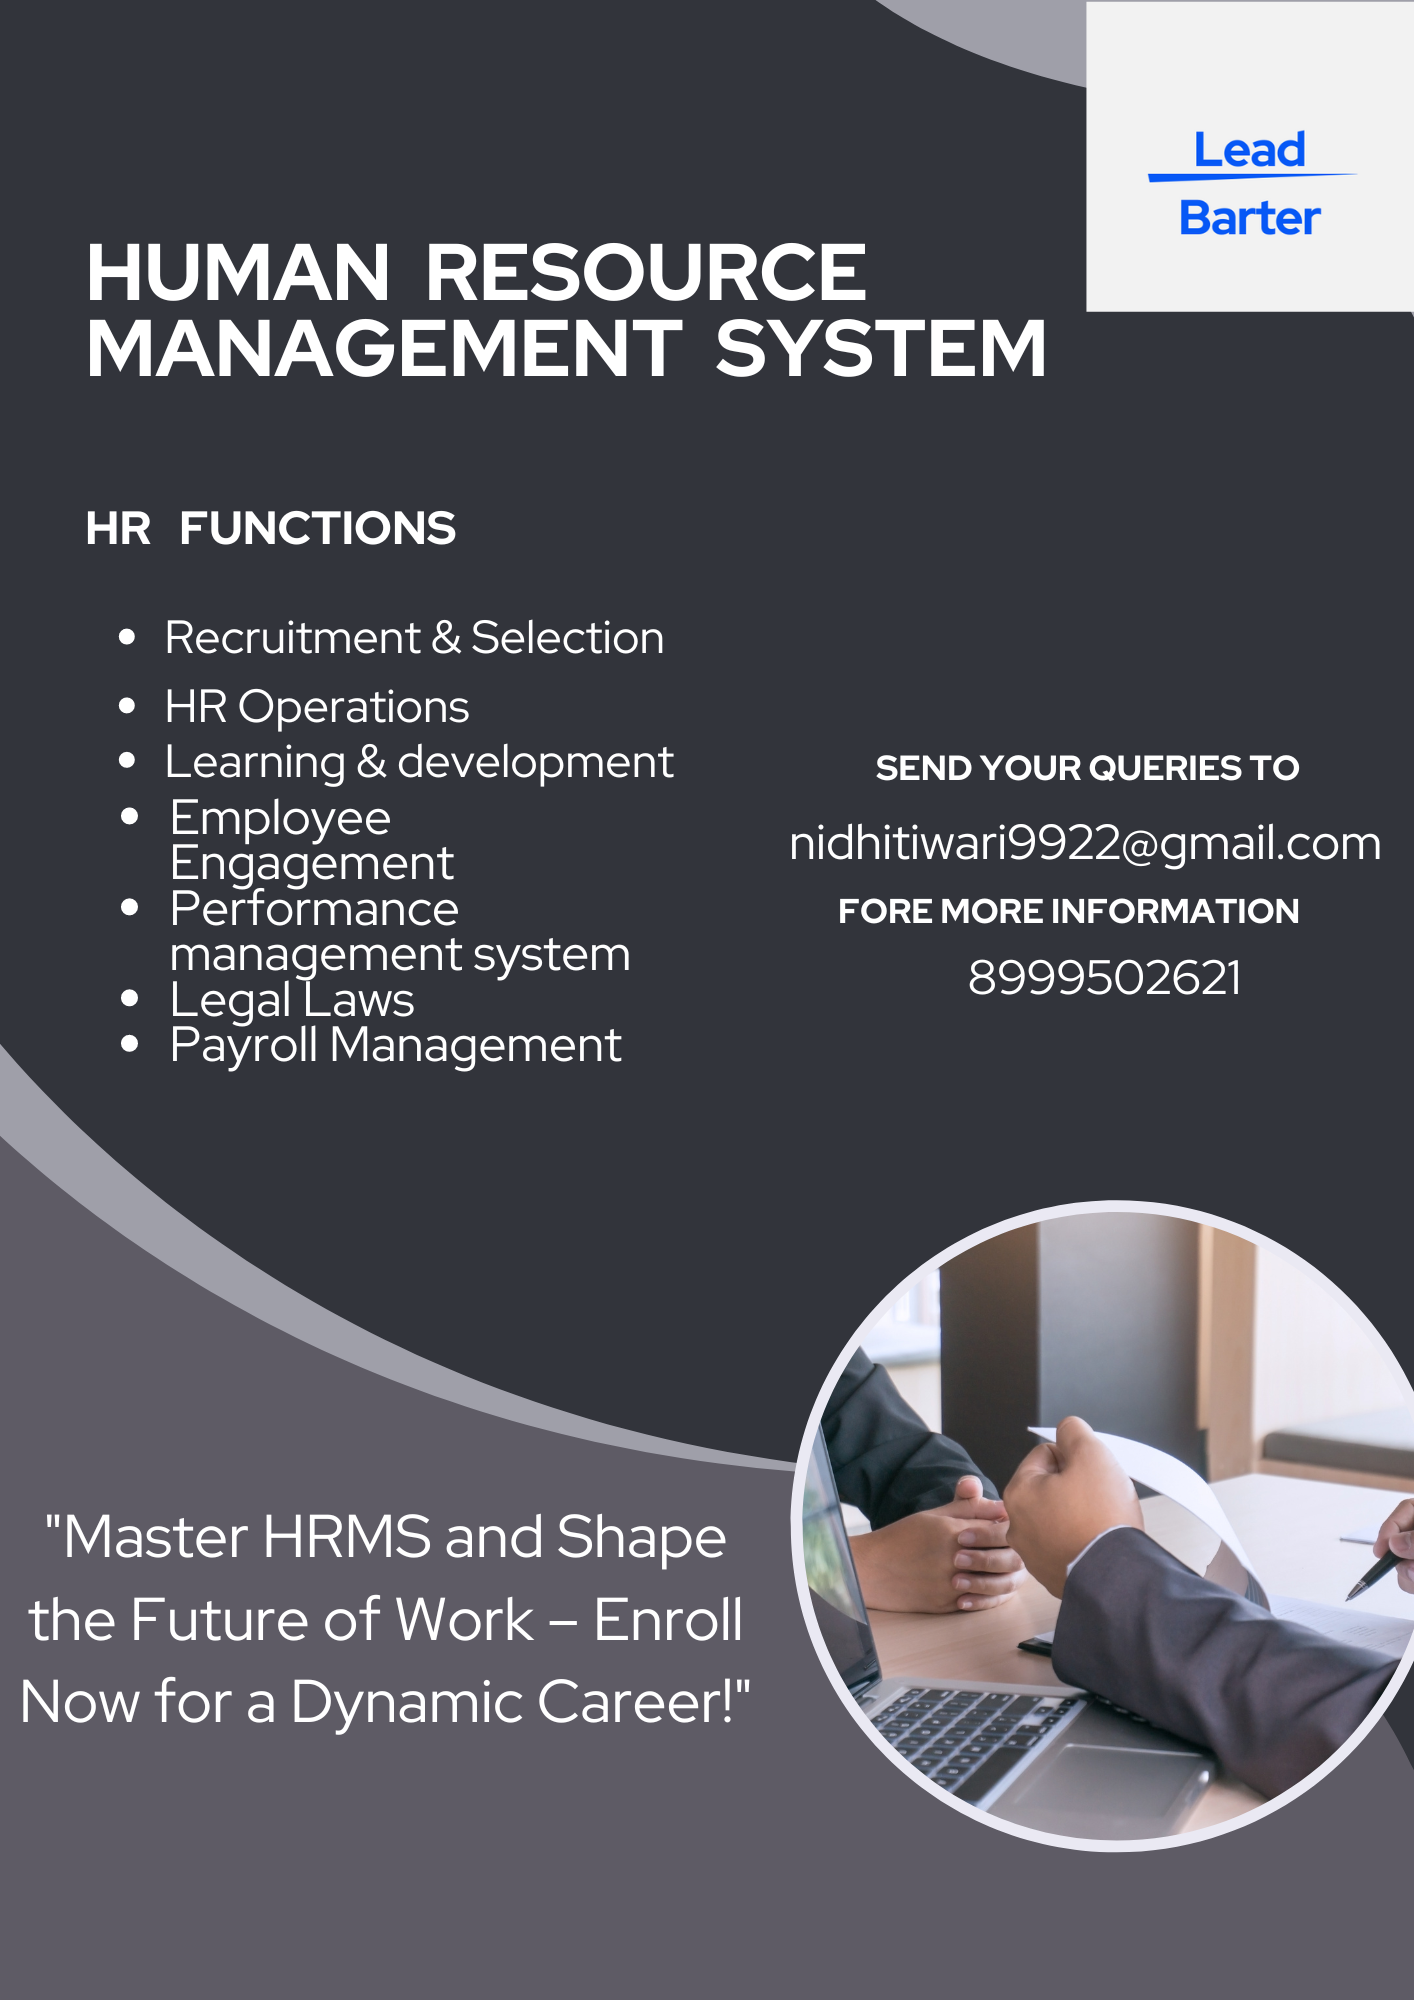 Lead
Barter
HUMAN RESOURCE
MANAGEMENT SYSTEM
HR FUNCTIONS
• Recruitment & Selection
• HR Operations
• Learning & development
• Employee
Engagement
• Performance
management system
• Legal Laws
• Payroll Management
SEND YOUR QUERIES TO
nidhitiwari9922@gmail.com
FORE MORE INFORMATION
8999502621
"Master HRMS and Shape
the Future of Work – Enroll
Now for a Dynamic Career!"